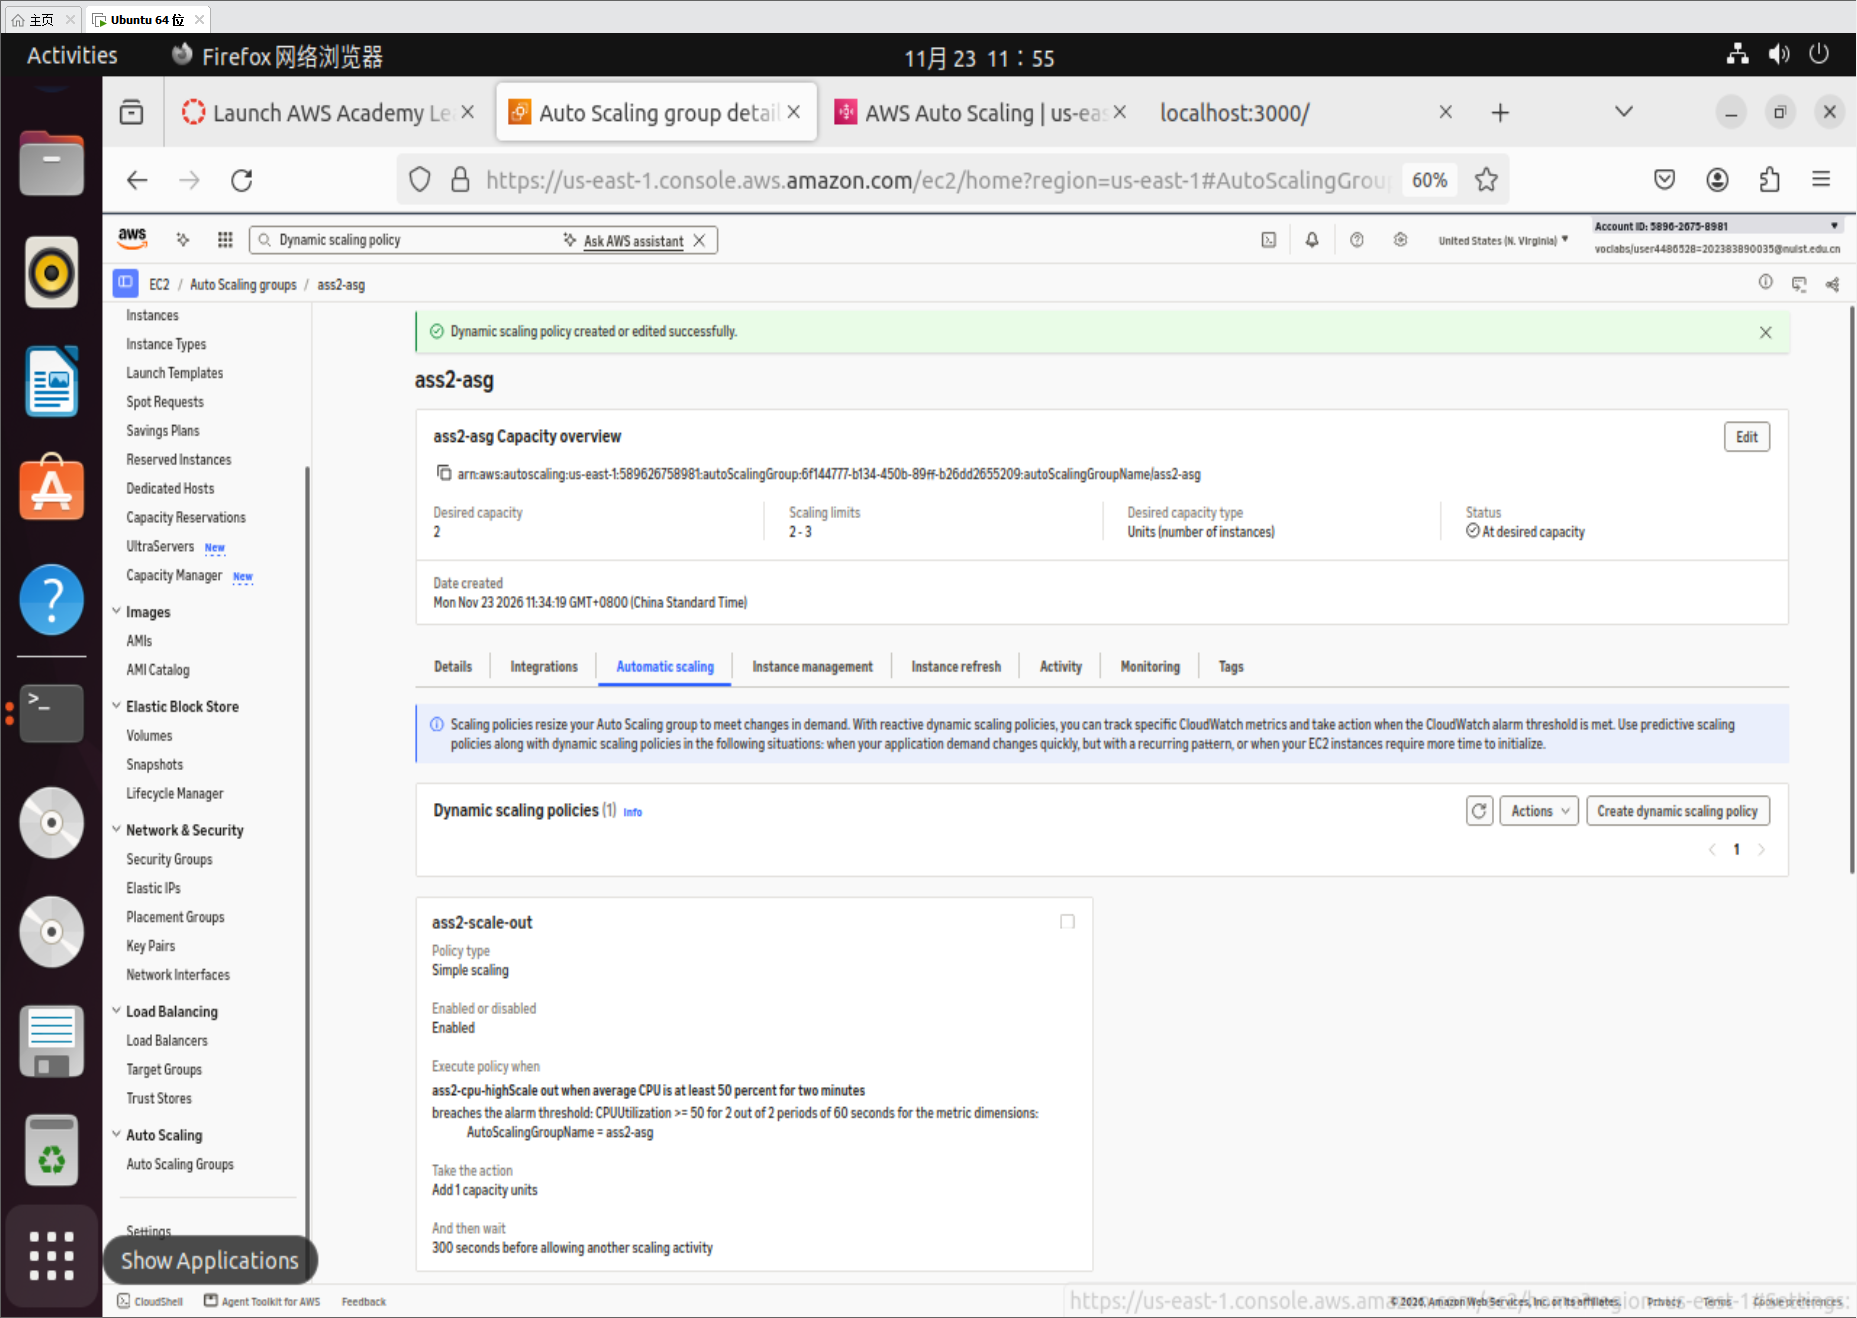 主页
Ubuntu 64 位
Activities
Firefox 网络浏览器
11月 23 11：55
Launch AWS Academy Le
Auto Scaling group detail
AWS Auto Scaling | us-eas
localhost:3000/
https://us-east-1.console.aws.amazon.com/ec2/home?region=us-east-1#AutoScalingGrou
60%
aws
Dynamic scaling policy
Ask AWS assistant
United States (N. Virginia)
Account ID: 5896-2675-8981
voclabs/user4486528=202383890035@nuist.edu.cn
EC2 / Auto Scaling groups / ass2-asg
Instances
Instance Types
Launch Templates
Spot Requests
Savings Plans
Reserved Instances
Dedicated Hosts
Capacity Reservations
UltraServers New
Capacity Manager New
Images
AMIs
AMI Catalog
Elastic Block Store
Volumes
Snapshots
Lifecycle Manager
Network & Security
Security Groups
Elastic IPs
Placement Groups
Key Pairs
Network Interfaces
Load Balancing
Load Balancers
Target Groups
Trust Stores
Auto Scaling
Auto Scaling Groups
Settings
Show Applications
Dynamic scaling policy created or edited successfully.
ass2-asg
ass2-asg Capacity overview
Edit
arn:aws:autoscaling:us-east-1:589626758981:autoScalingGroup:6f144777-b134-450b-89ff-b26dd2655209:autoScalingGroupName/ass2-asg
Desired capacity
2
Scaling limits
2 - 3
Desired capacity type
Units (number of instances)
Status
At desired capacity
Date created
Mon Nov 23 2026 11:34:19 GMT+0800 (China Standard Time)
Details
Integrations
Automatic scaling
Instance management
Instance refresh
Activity
Monitoring
Tags
Scaling policies resize your Auto Scaling group to meet changes in demand. With reactive dynamic scaling policies, you can track specific CloudWatch metrics and take action when the CloudWatch alarm threshold is met. Use predictive scaling
policies along with dynamic scaling policies in the following situations: when your application demand changes quickly, but with a recurring pattern, or when your EC2 instances require more time to initialize.
Dynamic scaling policies (1) Info
Actions
Create dynamic scaling policy
1
ass2-scale-out
Policy type
Simple scaling
Enabled or disabled
Enabled
Execute policy when
ass2-cpu-highScale out when average CPU is at least 50 percent for two minutes
breaches the alarm threshold: CPUUtilization >= 50 for 2 out of 2 periods of 60 seconds for the metric dimensions:
AutoScalingGroupName = ass2-asg
Take the action
Add 1 capacity units
And then wait
300 seconds before allowing another scaling activity
CloudShell
Agent Toolkit for AWS
Feedback
https://us-east-1.console.aws.amazon.com/ec2/home?region=us-east-1#Settings:
© 2026, Amazon Web Services, Inc. or its affiliates.
Privacy
Terms
Cookie preferences